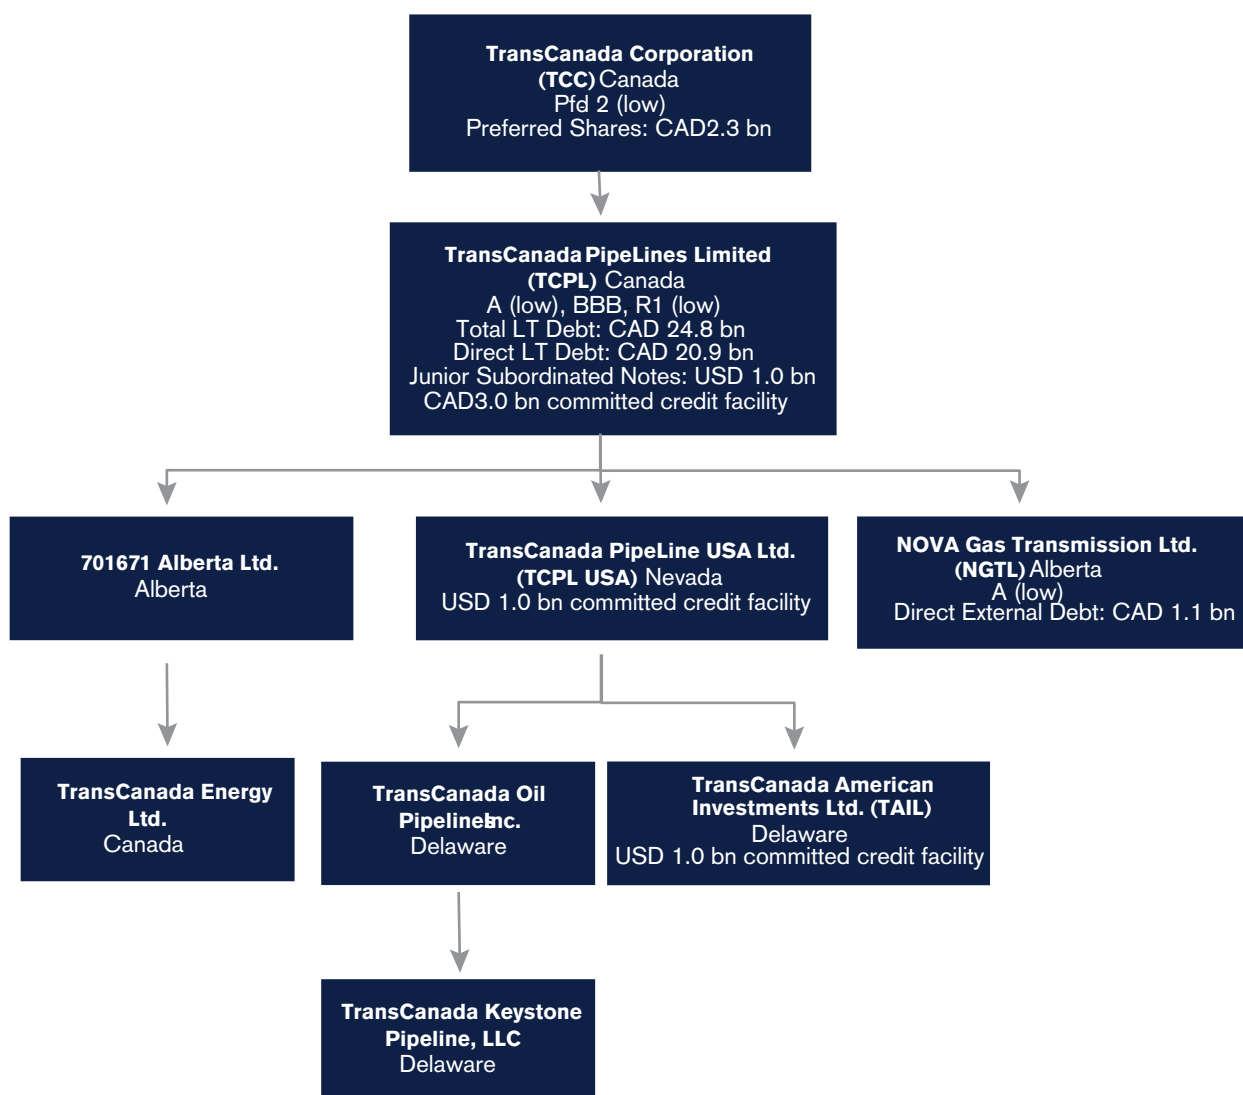 TransCanada Corporation
(TCC) Canada
Pfd 2 (low)
Preferred Shares: CAD2.3 bn
TransCanada PipeLines Limited
(TCPL) Canada
A (low), BBB, R1 (low)
Total LT Debt: CAD 24.8 bn
Direct LT Debt: CAD 20.9 bn
Junior Subordinated Notes: USD 1.0 bn
CAD3.0 bn committed credit facility
701671 Alberta Ltd.
Alberta
TransCanada PipeLine USA Ltd.
(TCPL USA) Nevada
USD 1.0 bn committed credit facility
NOVA Gas Transmission Ltd.
(NGTL) Alberta
A (low)
Direct External Debt: CAD 1.1 bn
TransCanada Energy
Ltd.
Canada
TransCanada Oil
Pipelines Inc.
Delaware
TransCanada American
Investments Ltd. (TAIL)
Delaware
USD 1.0 bn committed credit facility
TransCanada Keystone
Pipeline, LLC
Delaware